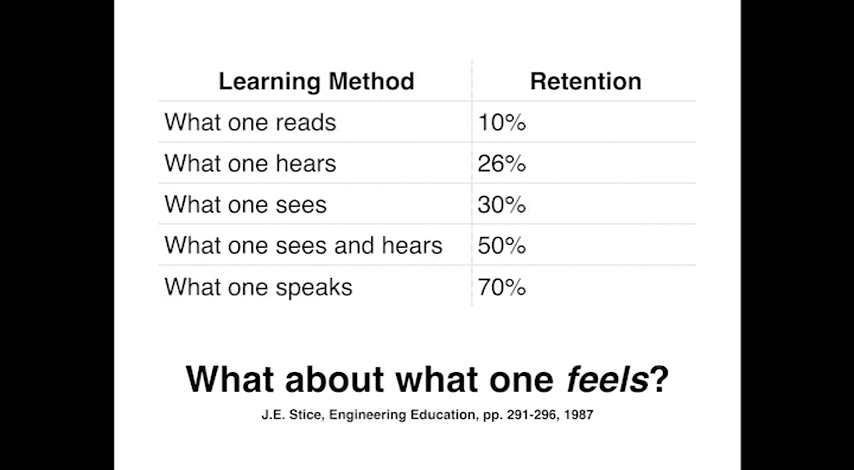 Learning Method Retention
What one reads 10%
What one hears 26%
What one sees 30%
What one sees and hears 50%
What one speaks 70%
What about what one feels?
J.E. Stice, Engineering Education, pp. 291-296, 1987